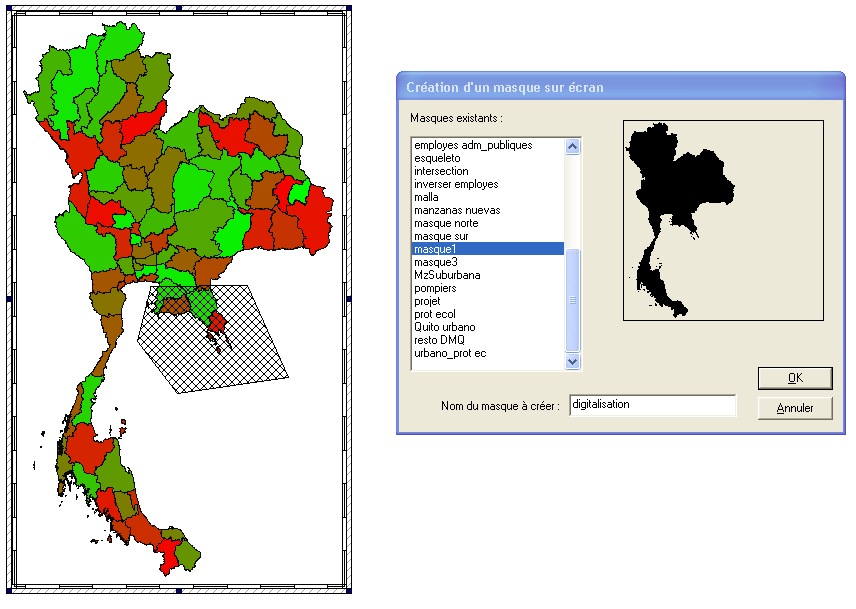 Création d'un masque sur écran
Masques existants :
employes adm_publiques
esqueleto
intersection
inverser employes
malla
manzanas nuevas
masque norte
masque sur
masque1
masque3
MzSuburbana
pompiers
projet
prot ecol
Quito urbano
resto DMQ
urbano_prot ec
OK
Nom du masque à créer : digitalisation
Annuler